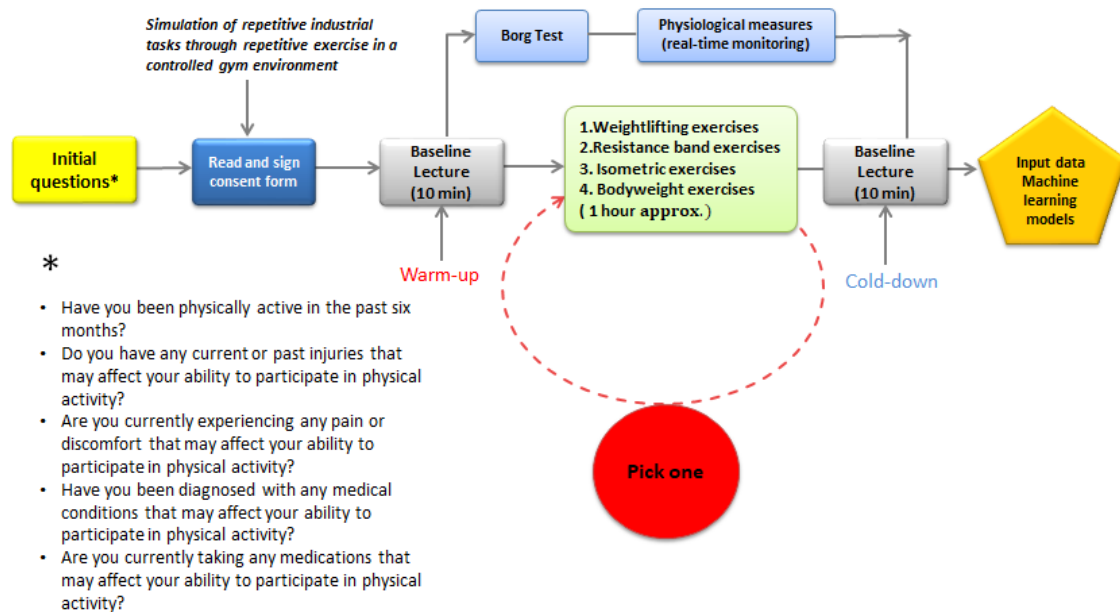 Simulation of repetitive industrial
tasks through repetitive exercise in a
controlled gym environment
Borg Test
Physiological measures
(real-time monitoring)
Initial
questions*
Read and sign
consent form
Baseline
Lecture
(10 min)
1.Weightlifting exercises
2.Resistance band exercises
3. Isometric exercises
4. Bodyweight exercises
( 1 hour approx. )
Baseline
Lecture
(10 min)
Input data
Machine
learning
models
Warm-up
Cold-down
*
• Have you been physically active in the past six
months?
• Do you have any current or past injuries that
may affect your ability to participate in physical
activity?
• Are you currently experiencing any pain or
discomfort that may affect your ability to
participate in physical activity?
• Have you been diagnosed with any medical
conditions that may affect your ability to
participate in physical activity?
• Are you currently taking any medications that
may affect your ability to participate in physical
activity?
Pick one